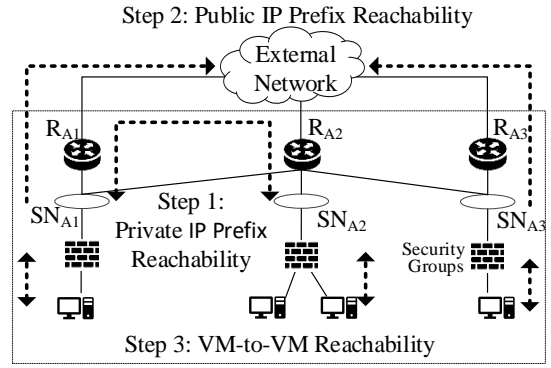 Step 2: Public IP Prefix Reachability
External
Network
RA1
RA2
RA3
SNA1
Step 1:
Private IP Prefix
Reachability
SNA2
SNA3
Security
Groups
Step 3: VM-to-VM Reachability